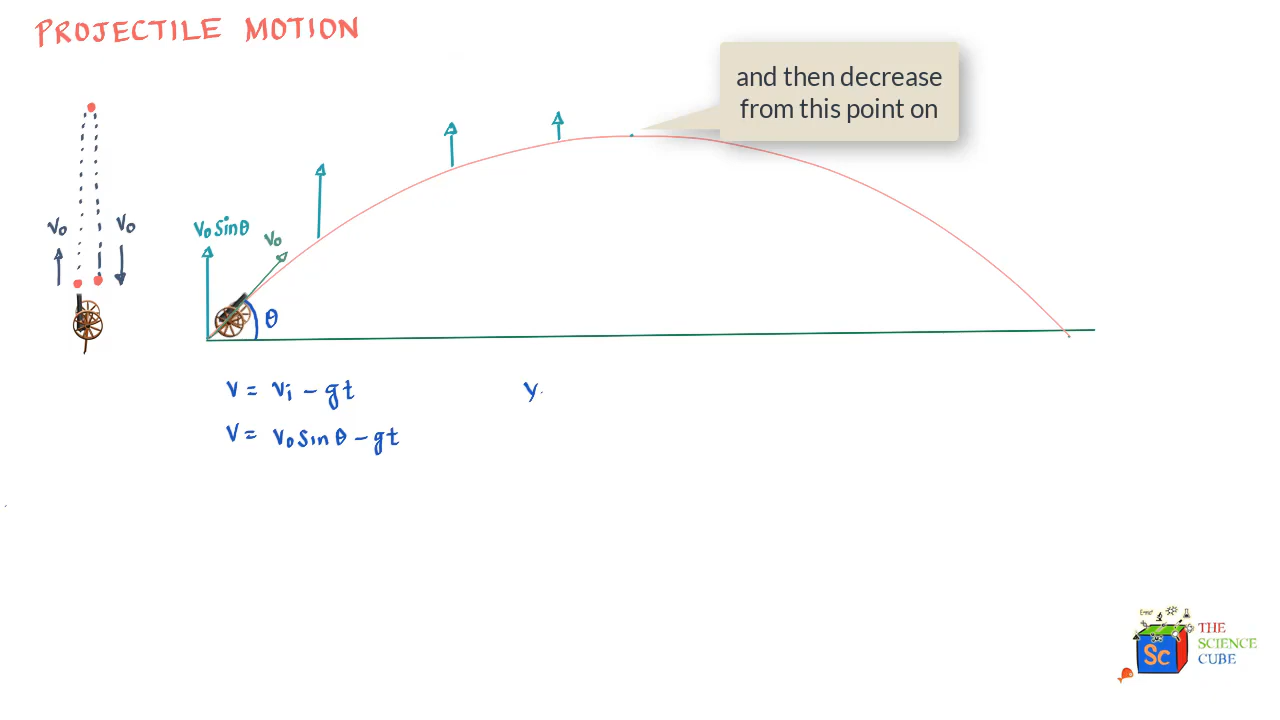 PROJECTILE MOTION
and then decrease
from this point on
v₀
v₀
v₀ sinθ
v₀
θ
v = vᵢ – gt
y
v = v₀ sin θ – gt
E=mc²
Sc
THE
SCIENCE
CUBE